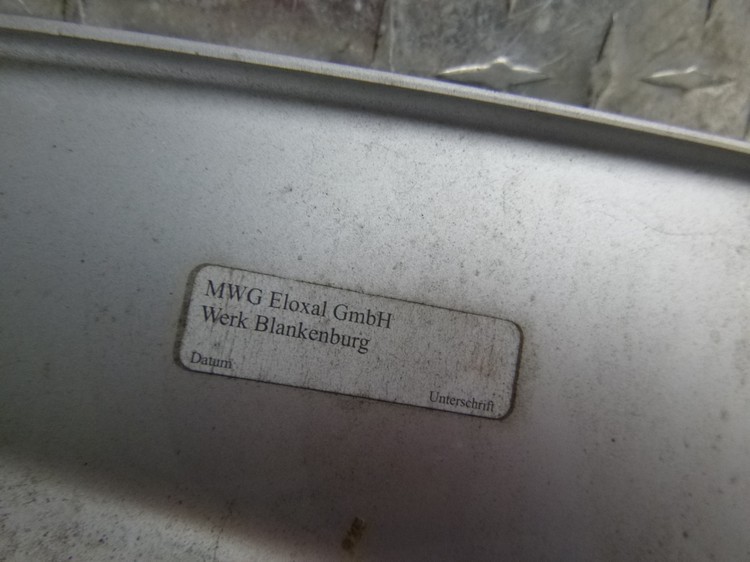 MWG Eloxal GmbH
Werk Blankenburg
Datum
Unterschrift